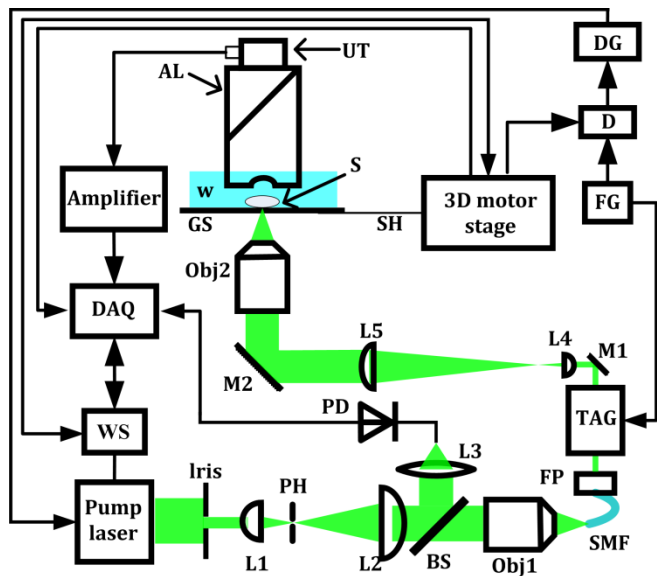 DG
UT
AL
D
S
w
Amplifier
3D motor
stage
FG
GS
SH
Obj2
DAQ
L5
L4
M1
M2
TAG
PD
WS
L3
FP
Iris
PH
Pump
laser
L1
L2
BS
Obj1
SMF